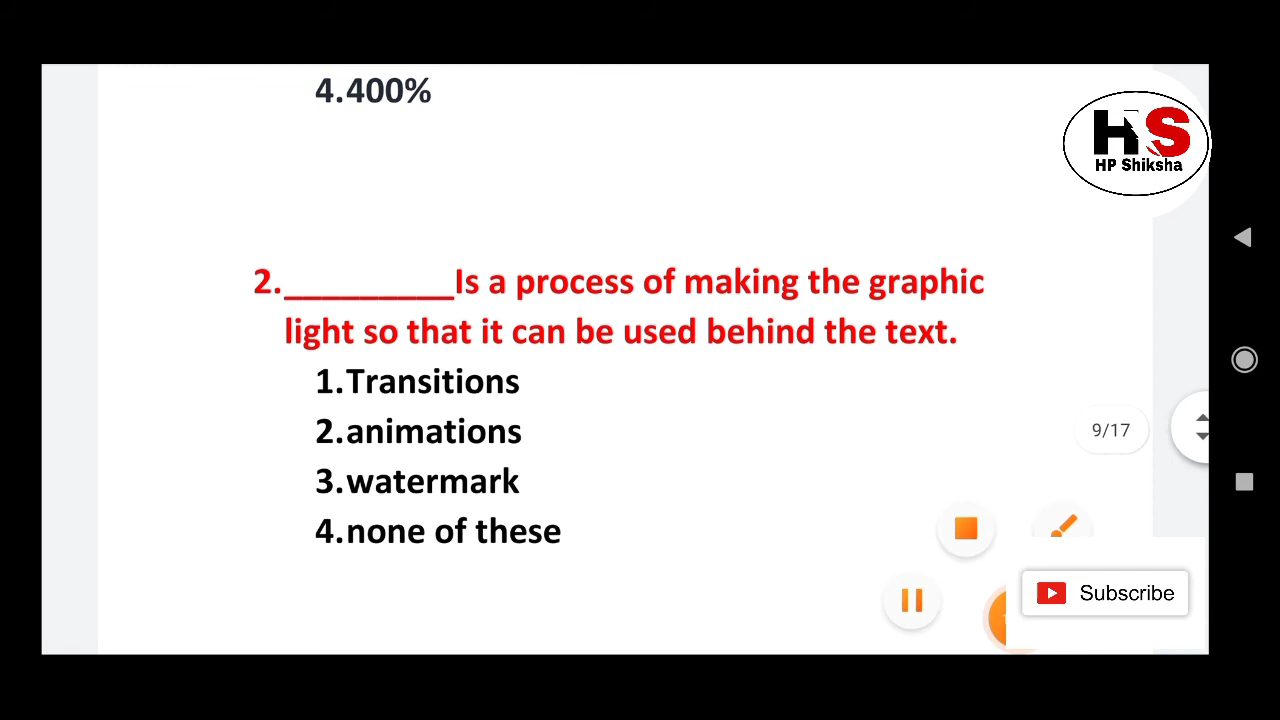 4.400%
HS
HP Shiksha
2._________Is a process of making the graphic
light so that it can be used behind the text.
1.Transitions
2.animations
3.watermark
4.none of these
9/17
Subscribe